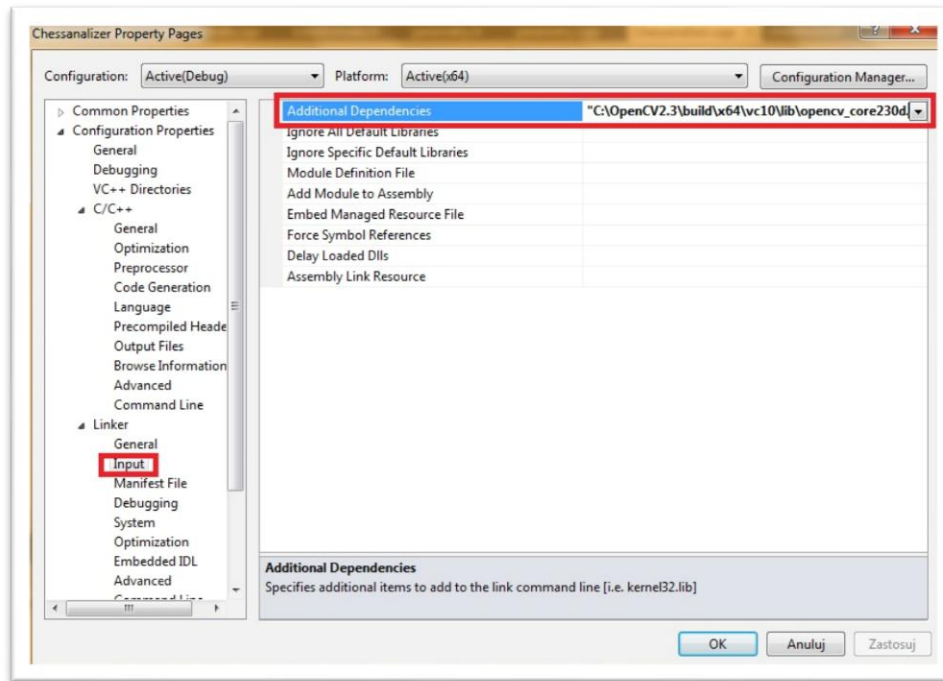 Chessanalizer Property Pages
Configuration: Active(Debug) Platform: Active(x64) Configuration Manager...
Common Properties
Configuration Properties
General
Debugging
VC++ Directories
C/C++
General
Optimization
Preprocessor
Code Generation
Language
Precompiled Heade
Output Files
Browse Information
Advanced
Command Line
Linker
General
Input
Manifest File
Debugging
System
Optimization
Embedded IDL
Advanced
Command Line
Additional Dependencies "C:\OpenCV2.3\build\x64\vc10\lib\opencv_core230d.
Ignore All Default Libraries
Ignore Specific Default Libraries
Module Definition File
Add Module to Assembly
Embed Managed Resource File
Force Symbol References
Delay Loaded Dlls
Assembly Link Resource
Additional Dependencies
Specifies additional items to add to the link command line [i.e. kernel32.lib]
OK Anuluj Zastosuj